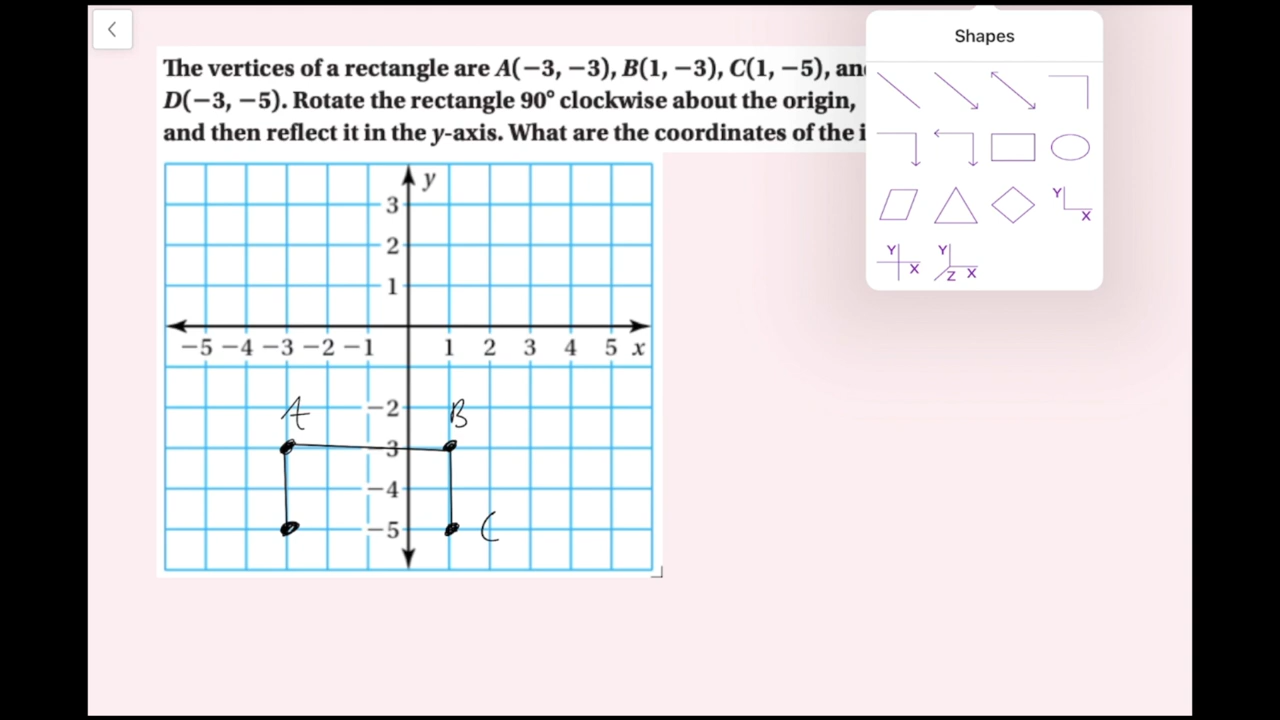 The vertices of a rectangle are A(−3, −3), B(1, −3), C(1, −5),
D(−3, −5). Rotate the rectangle 90° clockwise about the origin,
and then reflect it in the y-axis. What are the coordinates of the
Shapes
Y
X
Y
X
Y
Z X
y
3
2
1
−5 −4 −3 −2 −1 1 2 3 4 5 x
A −2 B
−3
−4
−5 C